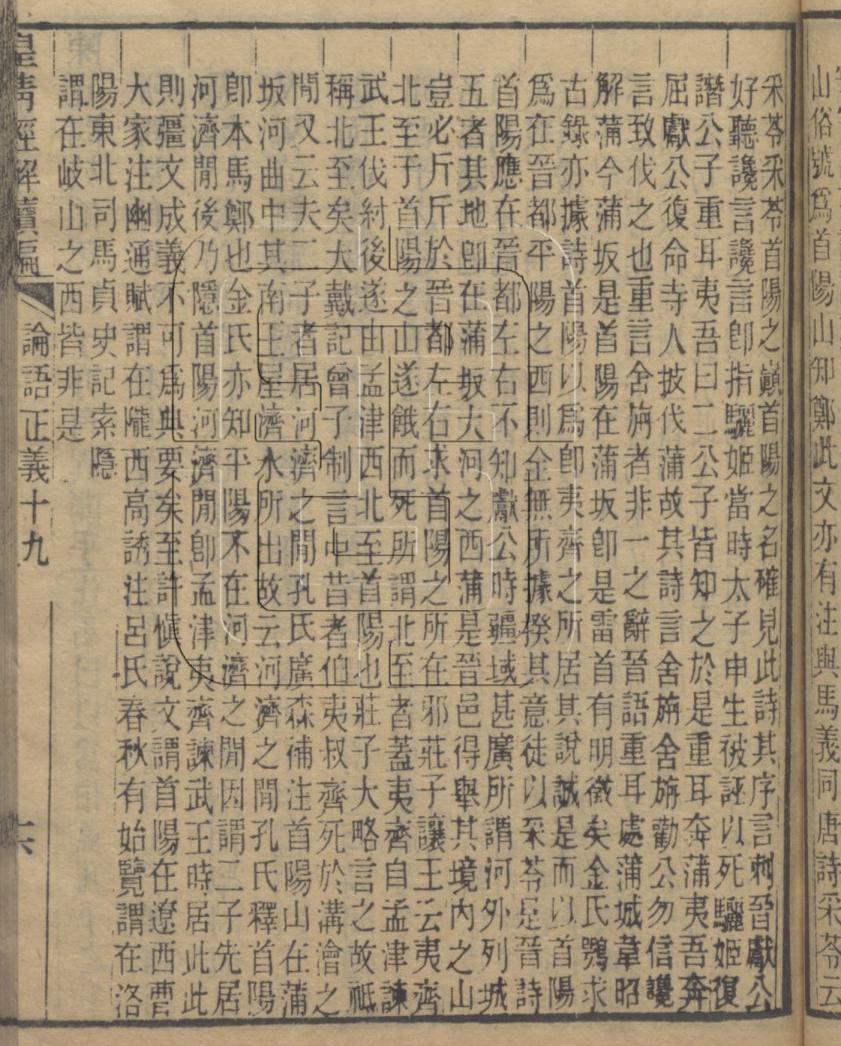 山俗號爲首陽山知鄭此文亦有注與馬義同唐詩采苓云
采苓采苓首陽之巔首陽之名確見此詩其序言刺晉獻公
好聽讒言讒言卽指驪姬當時太子申生被誣以死驪姬復
譖公子重耳夷吾曰二公子皆知之於是重耳奔蒲夷吾奔
屈獻公復命寺人披伐蒲故其詩言舍旃舍旃勸公勿信讒
言致伐之也重言舍旃者非一之辭晉語重耳處蒲城韋昭
解蒲今蒲坂是首陽在蒲坂卽是雷首有明徵矣金氏鶚求
古錄亦據詩首陽以爲卽夷齊之所居其說誠是而以首陽
爲在晉都平陽之西則全無所據揆其意徒以采苓是晉詩
首陽應在晉都左右不知獻公時疆域甚廣所謂河外列城
五者其地卽在蒲坂大河之西蒲是晉邑得舉其境內之山
豈必斤斤於晉都左右求首陽之所在邪莊子讓王云夷齊
北至于首陽之山遂餓而死所謂北至者蓋夷齊自孟津諫
武王伐紂後遂由孟津西北至首陽也莊子大略言之故祗
稱北至矣大戴記曾子制言中昔者伯夷叔齊死於溝澮之
閒又云夫二子者居河濟之閒孔氏廣森補注首陽山在蒲
坂河曲中其南王屋濟水所出故云河濟之閒孔氏釋首陽
卽本馬鄭也金氏亦知平陽不在河濟之閒因謂二子先居
河濟閒後乃隱首陽河濟閒卽孟津夷齊諫武王時居此此
則彊文成義不可爲典要矣至許愼說文謂首陽在遼西曹
大家注幽通賦謂在隴西高誘注呂氏春秋有始覽謂在洛
陽東北司馬貞史記索隱
謂在岐山之西皆非是
皇淸經解續編 論語正義十九 六